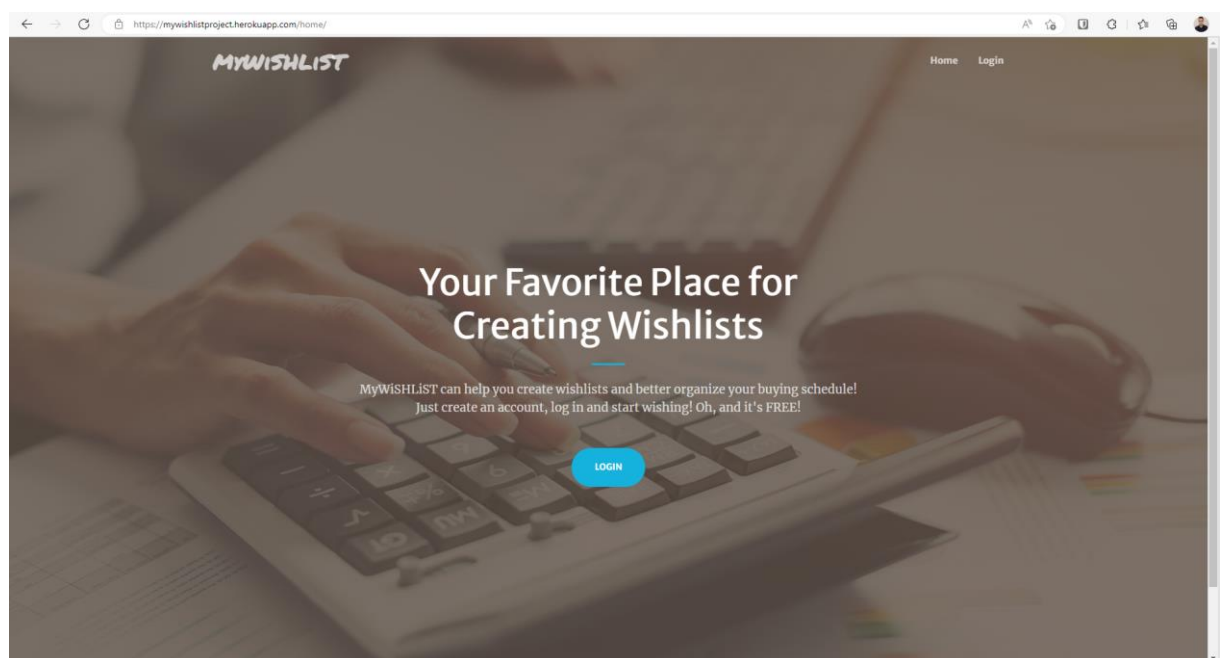 https://mywishlistproject.herokuapp.com/home/
MYWISHLIST
Home Login
Your Favorite Place for
Creating Wishlists
MyWiSHLiST can help you create wishlists and better organize your buying schedule!
Just create an account, log in and start wishing! Oh, and it's FREE!
LOGIN
MU